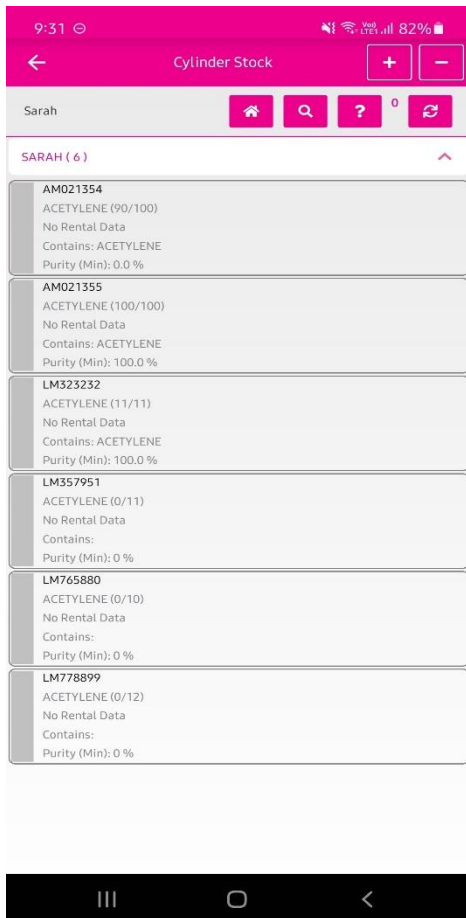 9:31
Vo)) LTE1 82%
Cylinder Stock
+ −
Sarah
? 0
SARAH ( 6 )
AM021354
ACETYLENE (90/100)
No Rental Data
Contains: ACETYLENE
Purity (Min): 0.0 %
AM021355
ACETYLENE (100/100)
No Rental Data
Contains: ACETYLENE
Purity (Min): 100.0 %
LM323232
ACETYLENE (11/11)
No Rental Data
Contains: ACETYLENE
Purity (Min): 100.0 %
LM357951
ACETYLENE (0/11)
No Rental Data
Contains:
Purity (Min): 0 %
LM765880
ACETYLENE (0/10)
No Rental Data
Contains:
Purity (Min): 0 %
LM778899
ACETYLENE (0/12)
No Rental Data
Contains:
Purity (Min): 0 %